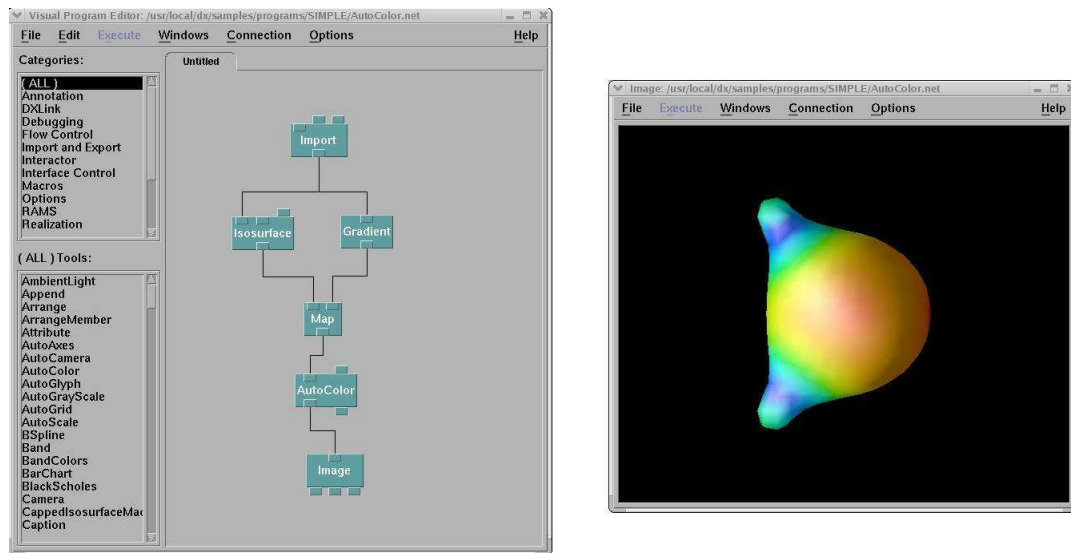 Visual Program Editor: /usr/local/dx/samples/programs/SIMPLE/AutoColor.net
File Edit Execute Windows Connection Options Help
Categories:
( ALL )
Annotation
DXLink
Debugging
Flow Control
Import and Export
Interactor
Interface Control
Macros
Options
RAMS
Realization
( ALL ) Tools:
AmbientLight
Append
Arrange
ArrangeMember
Attribute
AutoAxes
AutoCamera
AutoColor
AutoGlyph
AutoGrayScale
AutoGrid
AutoScale
BSpline
Band
BandColors
BarChart
BlackScholes
Camera
CappedIsosurfaceMac
Caption
Untitled
Import
Isosurface Gradient
Map
AutoColor
Image
Image: /usr/local/dx/samples/programs/SIMPLE/AutoColor.net
File Execute Windows Connection Options Help